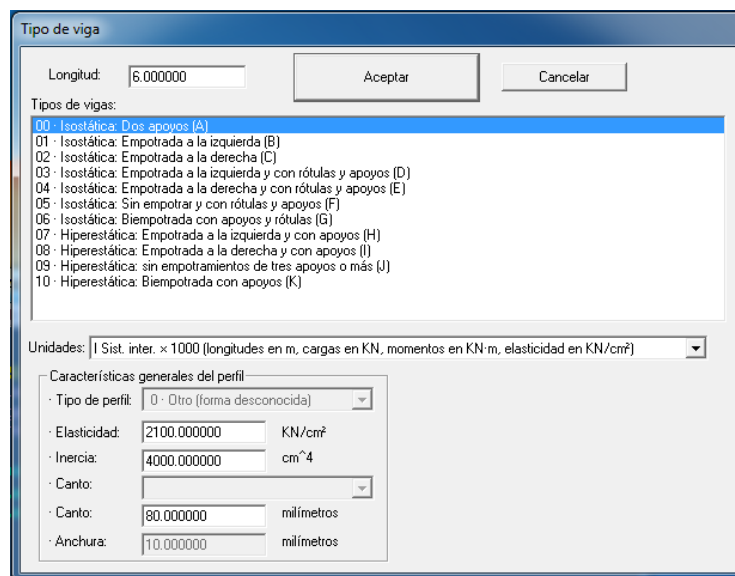 Tipo de viga
Longitud: 6.000000 Aceptar Cancelar
Tipos de vigas:
00 · Isostática: Dos apoyos (A)
01 · Isostática: Empotrada a la izquierda (B)
02 · Isostática: Empotrada a la derecha (C)
03 · Isostática: Empotrada a la izquierda y con rótulas y apoyos (D)
04 · Isostática: Empotrada a la derecha y con rótulas y apoyos (E)
05 · Isostática: Sin empotrar y con rótulas y apoyos (F)
06 · Isostática: Biempotrada con apoyos y rótulas (G)
07 · Hiperestática: Empotrada a la izquierda y con apoyos (H)
08 · Hiperestática: Empotrada a la derecha y con apoyos (I)
09 · Hiperestática: sin empotramientos de tres apoyos o más (J)
10 · Hiperestática: Biempotrada con apoyos (K)
Unidades: I Sist. inter. × 1000 (longitudes en m, cargas en KN, momentos en KN·m, elasticidad en KN/cm²)
Características generales del perfil
· Tipo de perfil: 0 · Otro (forma desconocida)
· Elasticidad: 2100.000000 KN/cm²
· Inercia: 4000.000000 cm^4
· Canto:
· Canto: 80.000000 milímetros
· Anchura: 10.000000 milímetros